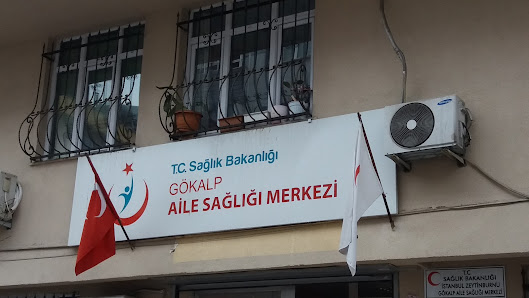 T.C. Sağlık Bakanlığı
GÖKALP
AİLE SAĞLIĞI MERKEZİ
SAMSUNG
T.C.
SAĞLIK BAKANLIĞI
İSTANBUL ZEYTİNBURNU
GÖKALP AİLE SAĞLIĞI MERKEZİ